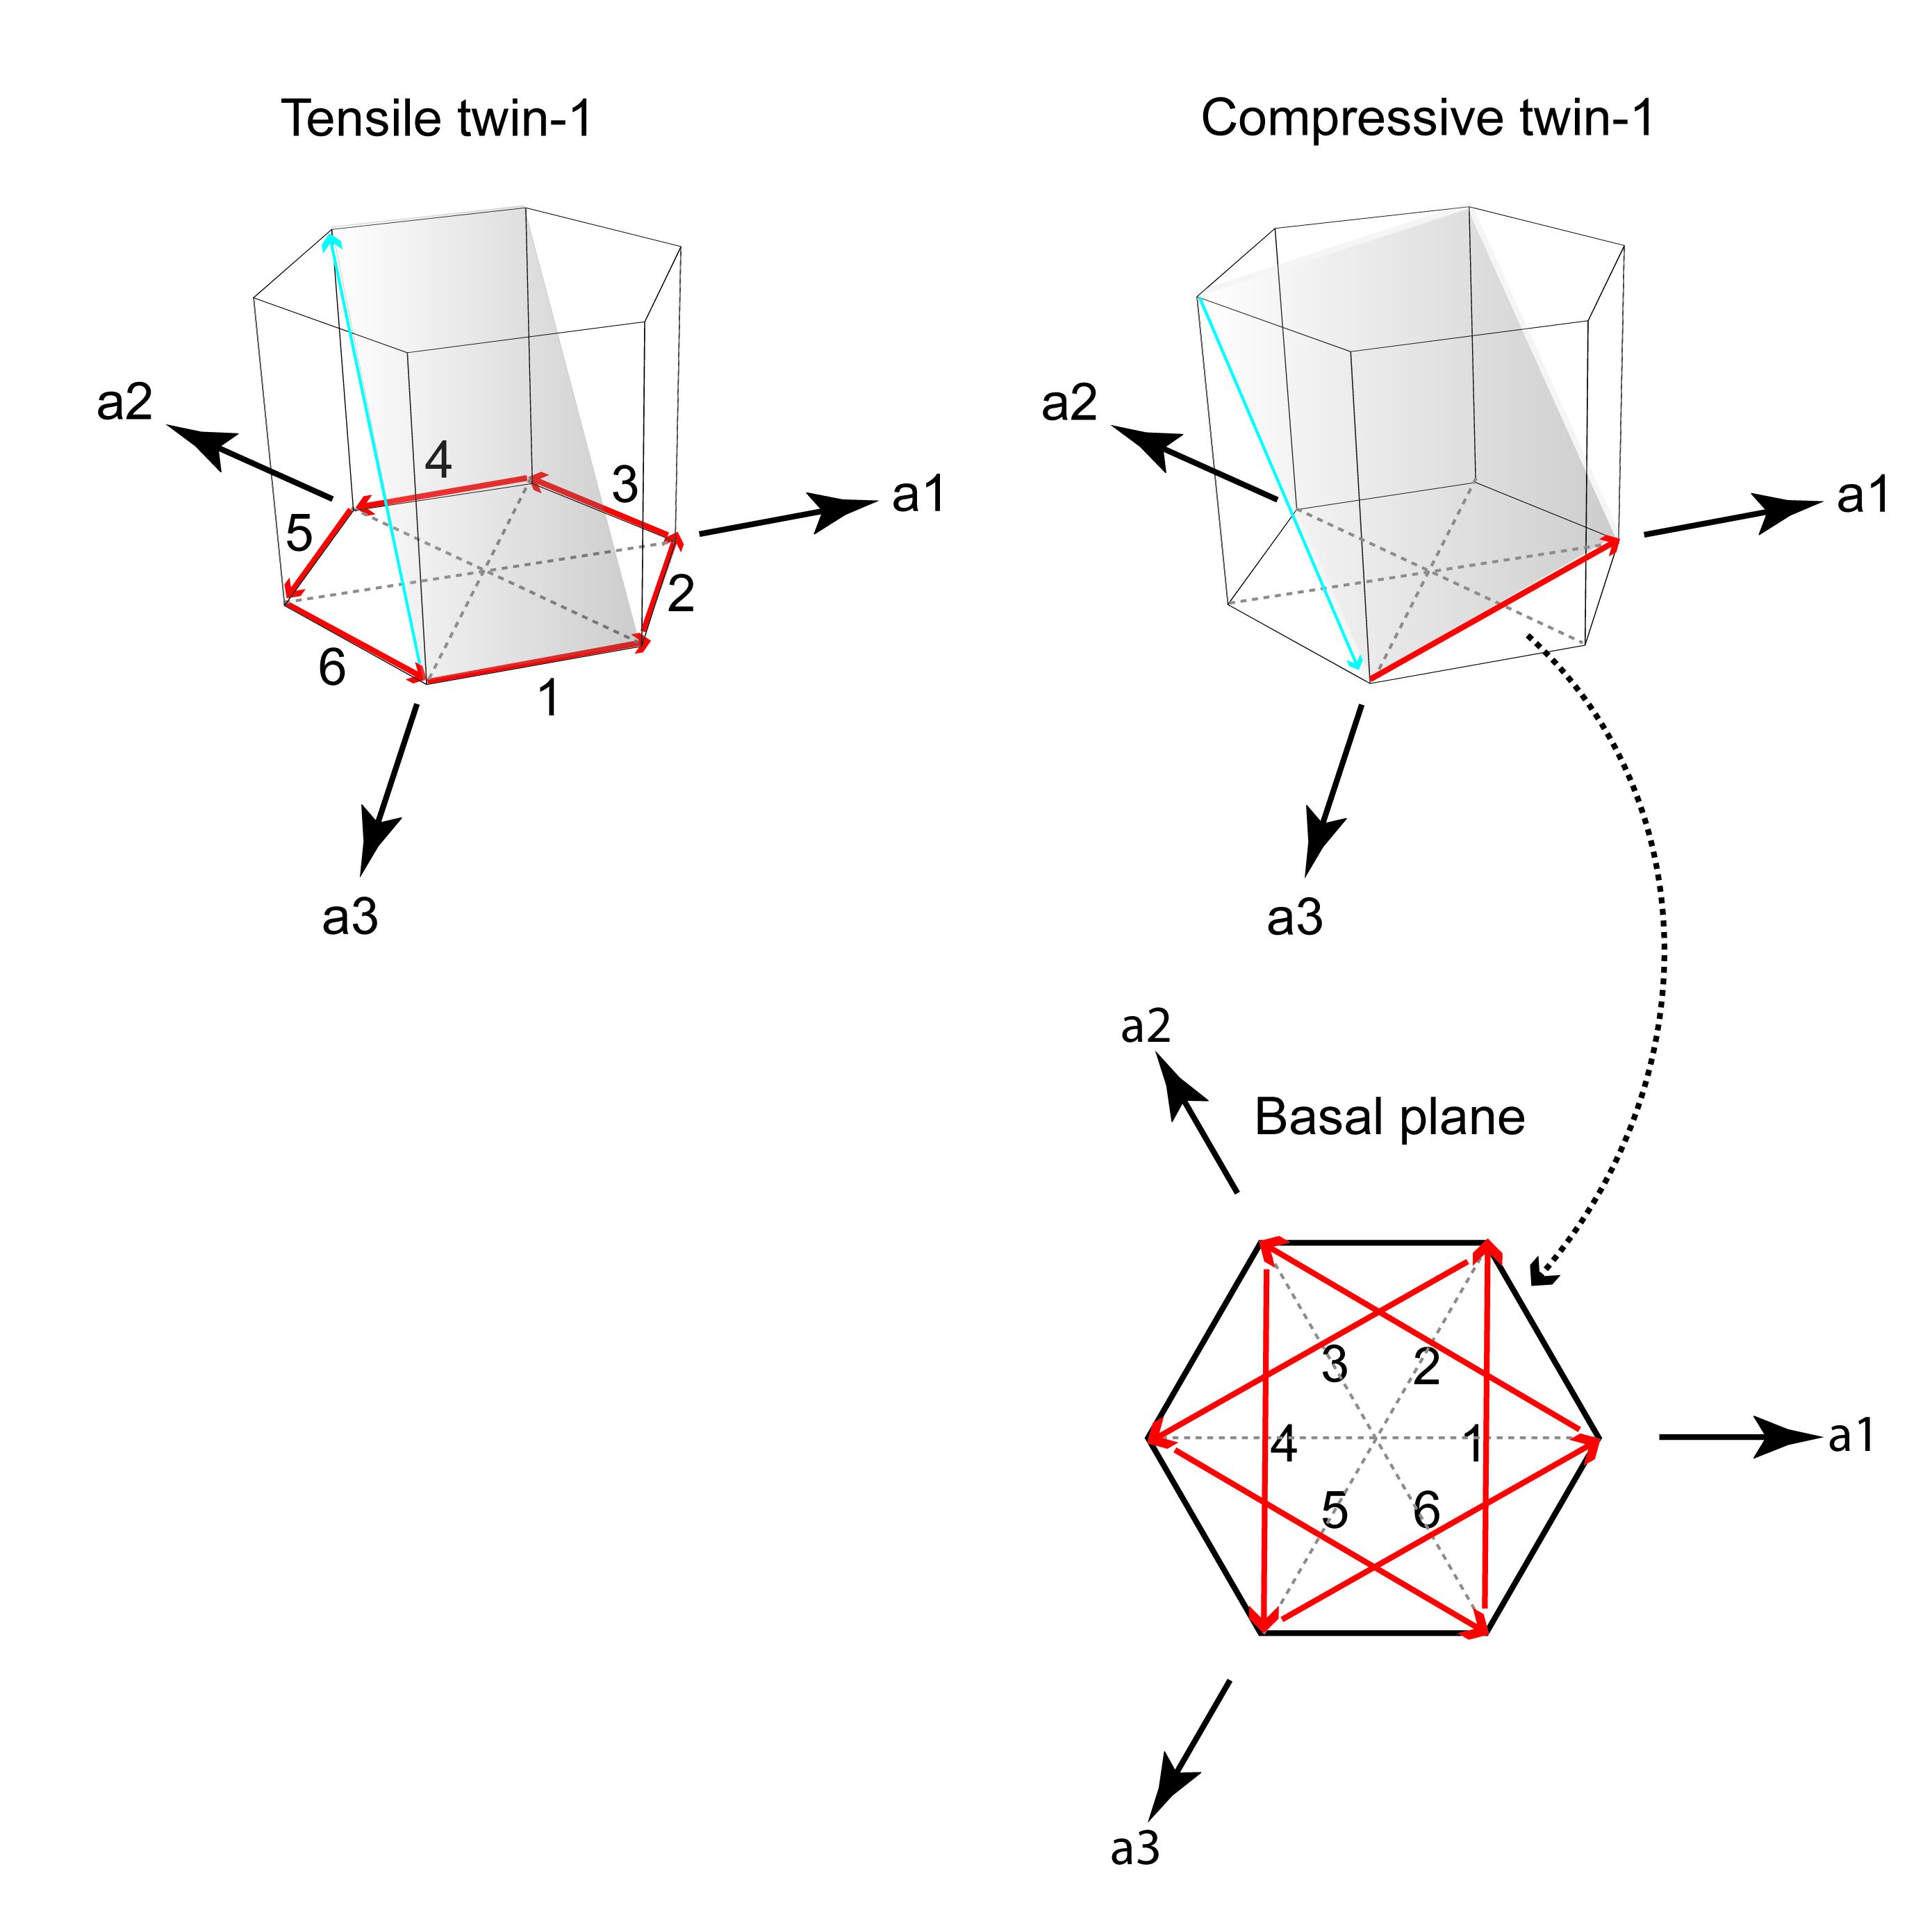 Tensile twin-1
Compressive twin-1
a2
4
3
a1
5
2
6
1
a3
a2
a1
a3
a2
Basal plane
3
2
4
1
a1
5
6
a3